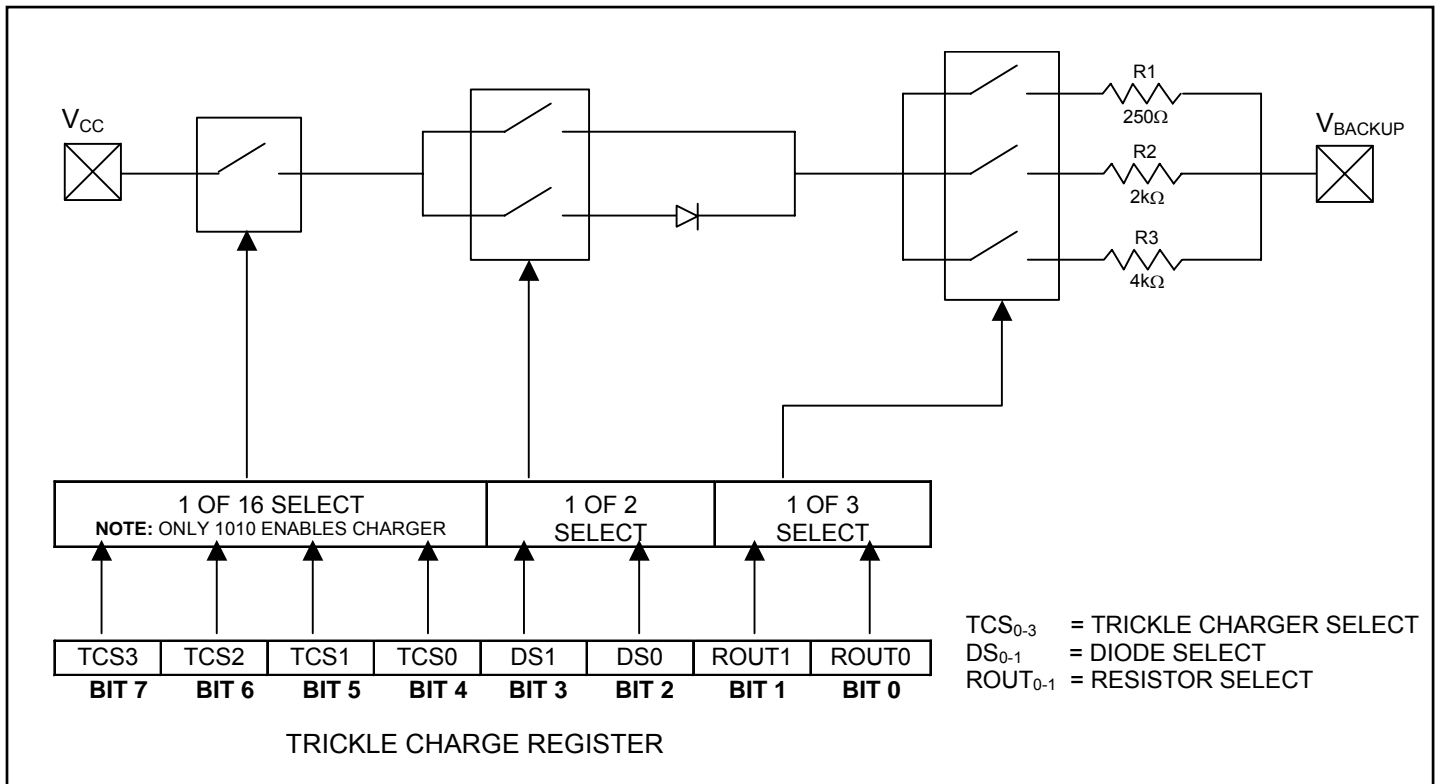 R1
250Ω
V_CC
V_BACKUP
R2
2kΩ
R3
4kΩ
1 OF 16 SELECT
NOTE: ONLY 1010 ENABLES CHARGER
1 OF 2
SELECT
1 OF 3
SELECT
TCS0-3 = TRICKLE CHARGER SELECT
DS0-1 = DIODE SELECT
ROUT0-1 = RESISTOR SELECT
TCS3 TCS2 TCS1 TCS0 DS1 DS0 ROUT1 ROUT0
BIT 7 BIT 6 BIT 5 BIT 4 BIT 3 BIT 2 BIT 1 BIT 0
TRICKLE CHARGE REGISTER